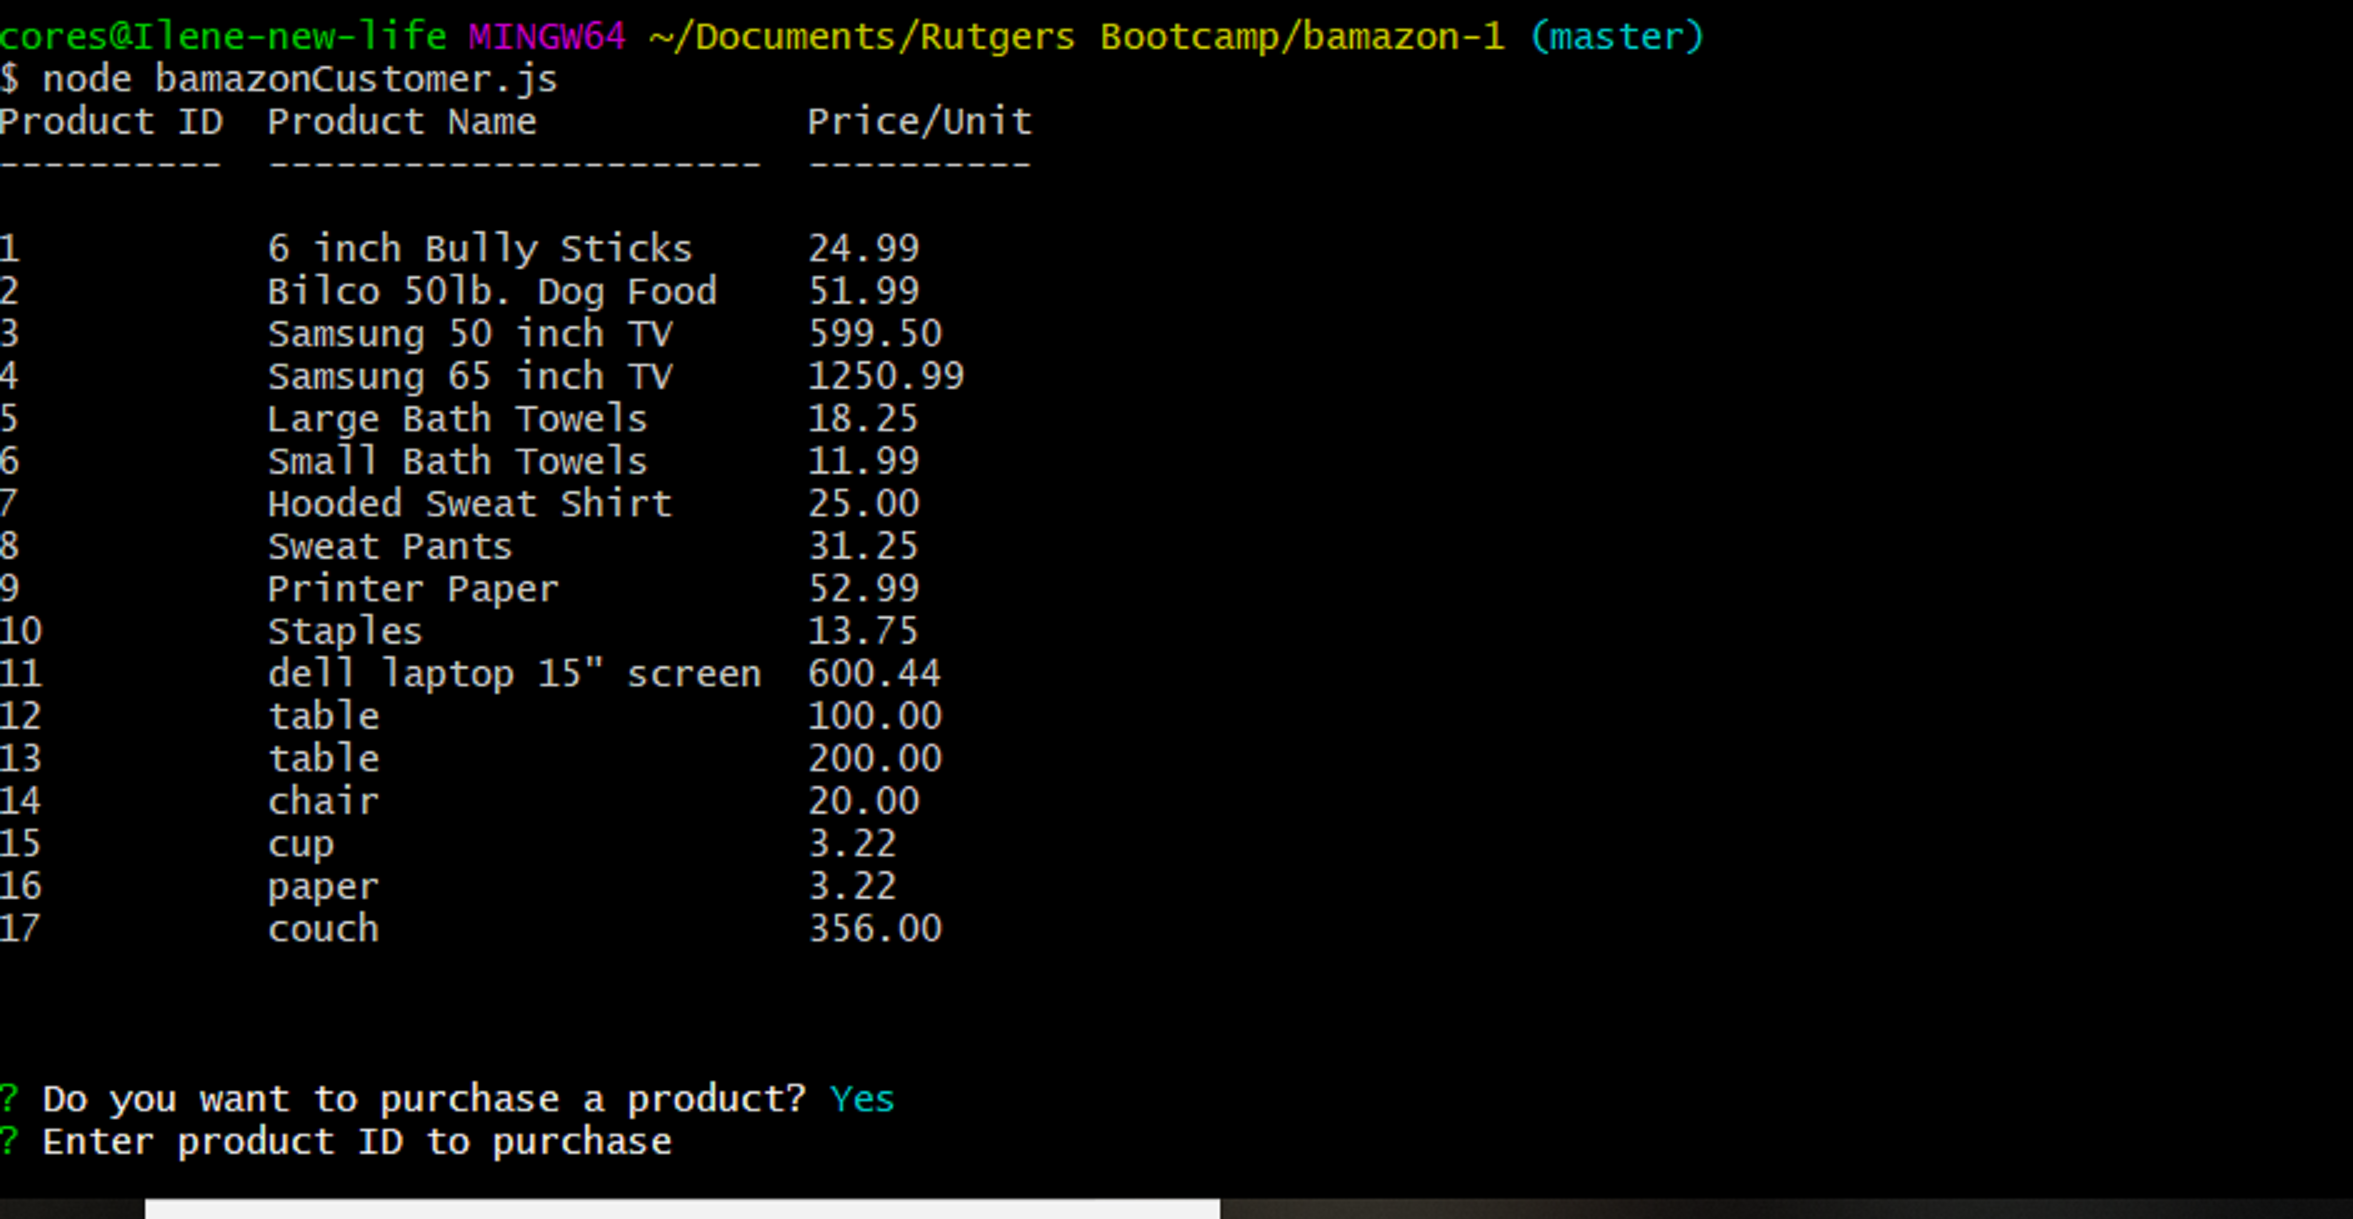 cores@Ilene-new-life MINGW64 ~/Documents/Rutgers Bootcamp/bamazon-1 (master)
$ node bamazonCustomer.js
Product ID  Product Name            Price/Unit
----------  ----------------------  ----------
1           6 inch Bully Sticks     24.99
2           Bilco 50lb. Dog Food    51.99
3           Samsung 50 inch TV      599.50
4           Samsung 65 inch TV      1250.99
5           Large Bath Towels       18.25
6           Small Bath Towels       11.99
7           Hooded Sweat Shirt      25.00
8           Sweat Pants             31.25
9           Printer Paper           52.99
10          Staples                 13.75
11          dell laptop 15" screen  600.44
12          table                   100.00
13          table                   200.00
14          chair                   20.00
15          cup                     3.22
16          paper                   3.22
17          couch                   356.00
? Do you want to purchase a product? Yes
? Enter product ID to purchase